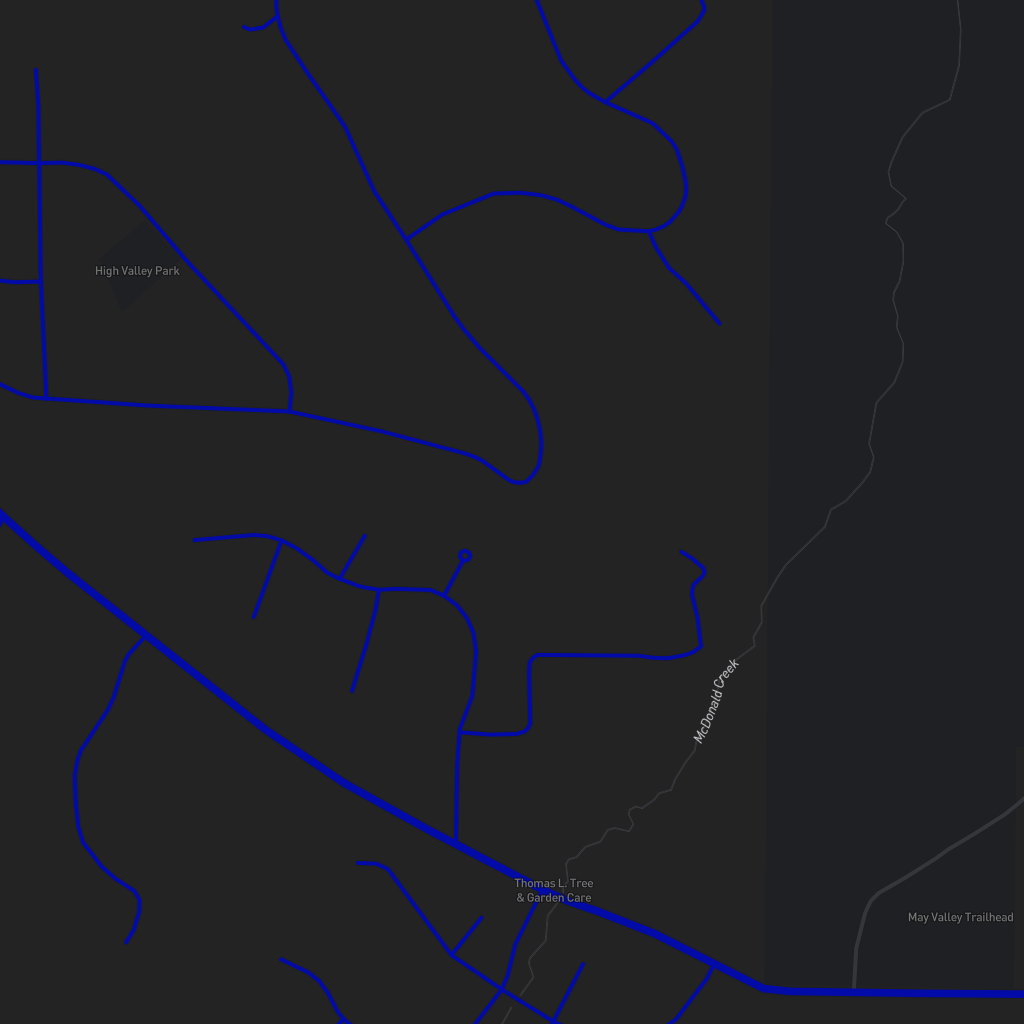 High Valley Park
McDonald Creek
Thomas L. Tree
& Garden Care
May Valley Trailhead